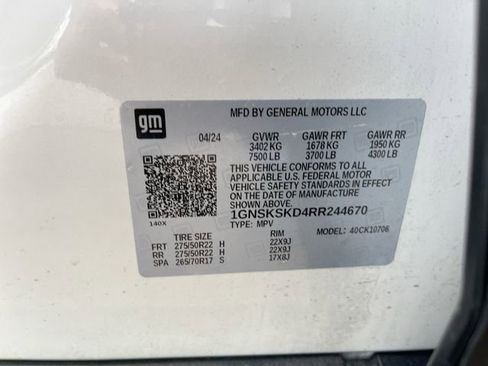 gm
MFD BY GENERAL MOTORS LLC
04/24 GVWR GAWR FRT GAWR RR
3402 KG 1678 KG 1950 KG
7500 LB 3700 LB 4300 LB
THIS VEHICLE CONFORMS TO ALL
APPLICABLE U.S. FEDERAL MOTOR
VEHICLE SAFETY STANDARDS IN EFFECT
ON THE DATE OF MANUFACTURE
SHOWN ABOVE.
1GNSKSKD4RR244670
140X TYPE: MPV
MODEL: 40CK10706
TIRE SIZE RIM
FRT 275/50R22 H 22X9J
RR 275/50R22 H 22X9J
SPA 265/70R17 S 17X8J